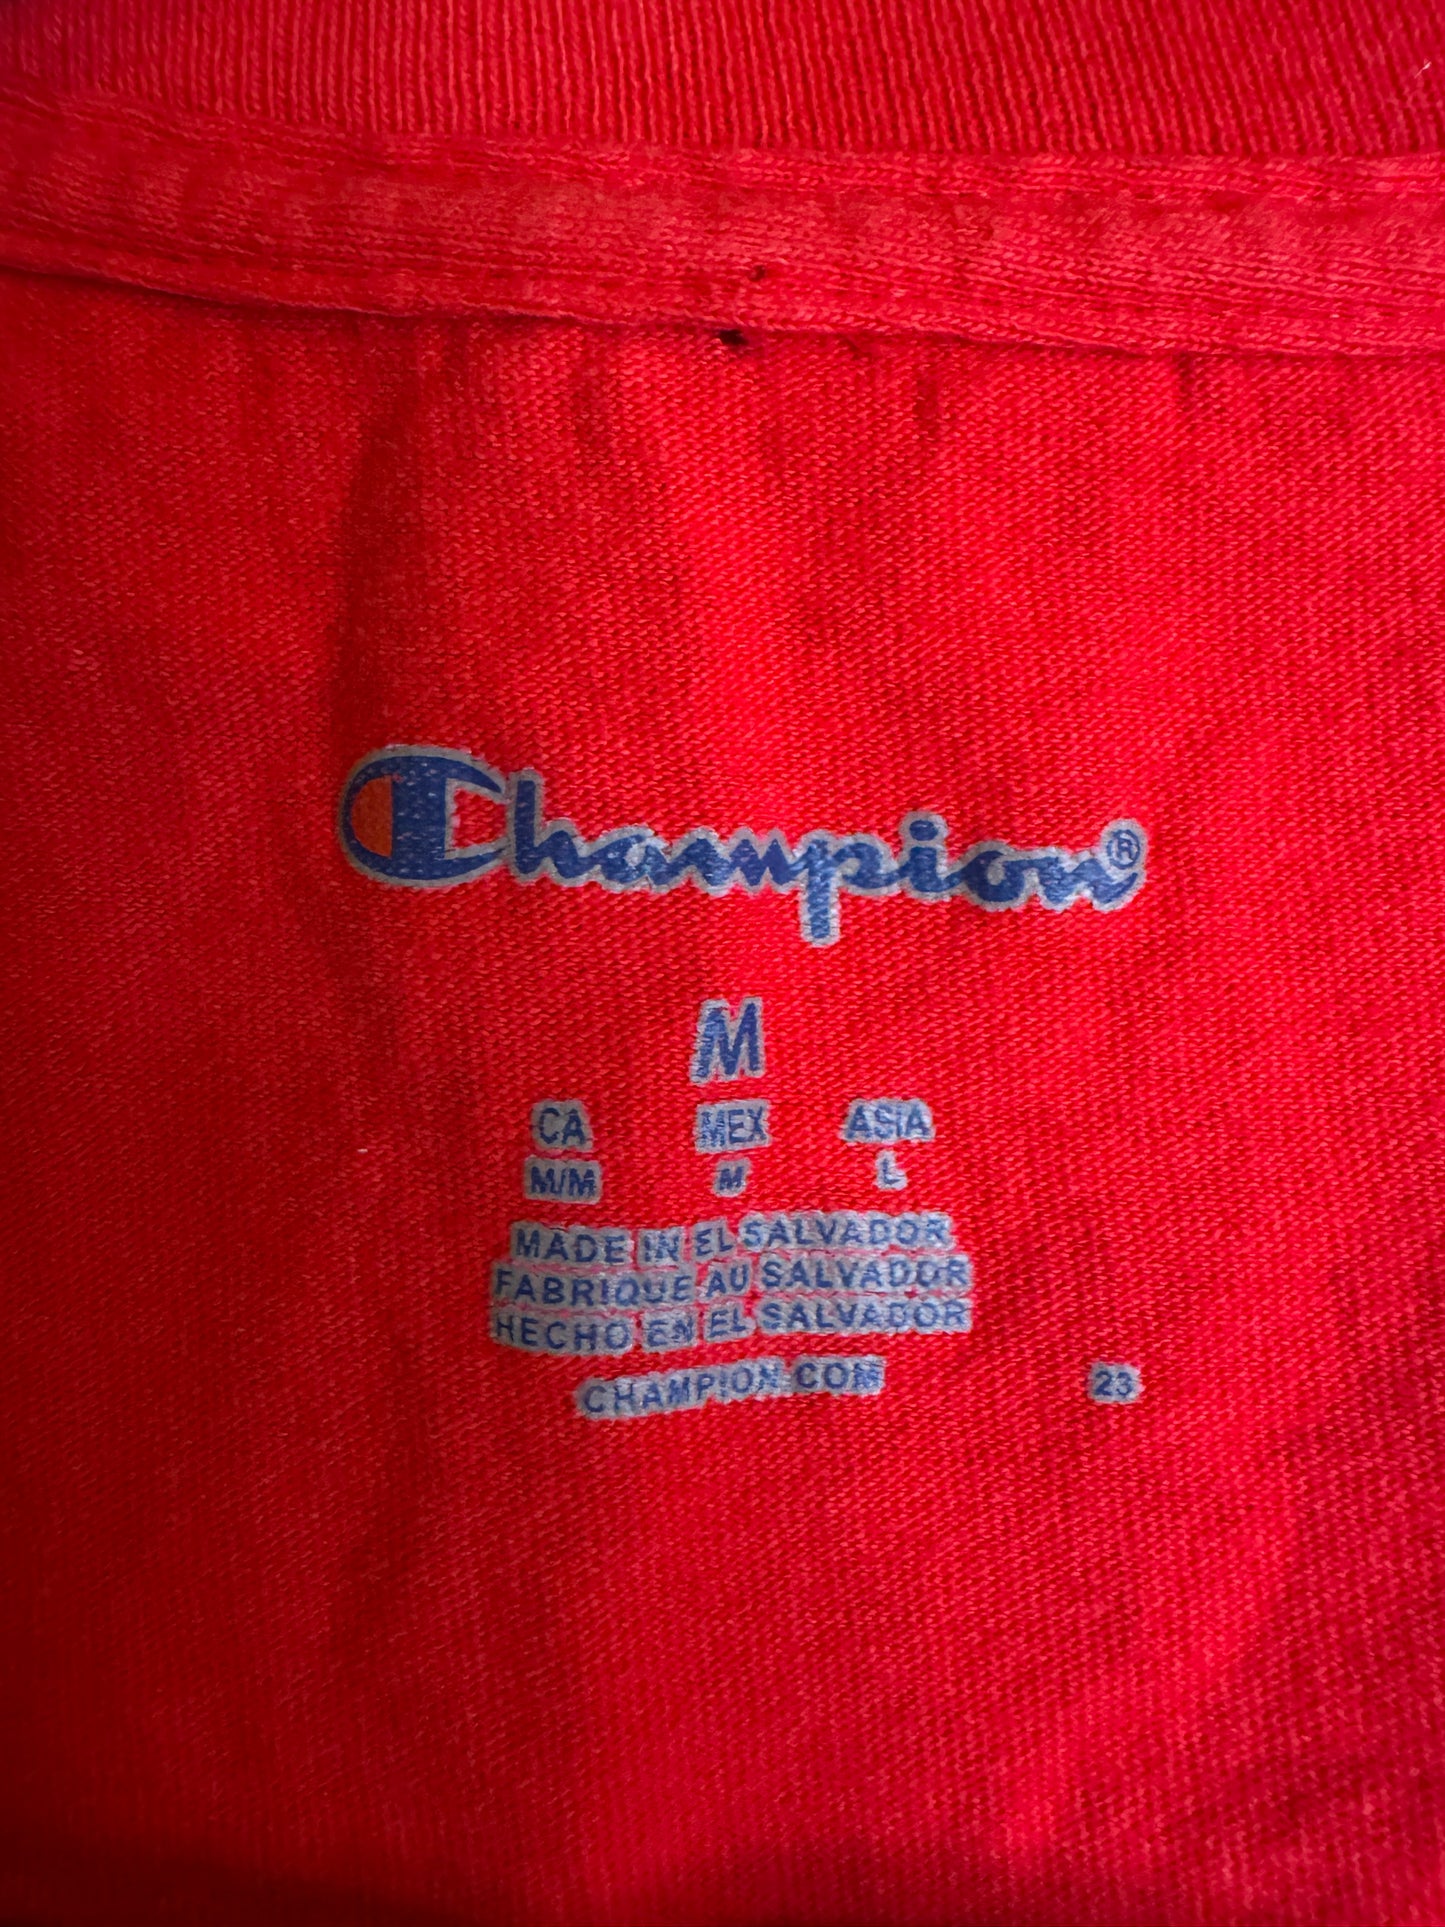 Champion®
M
CA MEX ASIA
M/M M L
MADE IN EL SALVADOR
FABRIQUE AU SALVADOR
HECHO EN EL SALVADOR
CHAMPION.COM 23